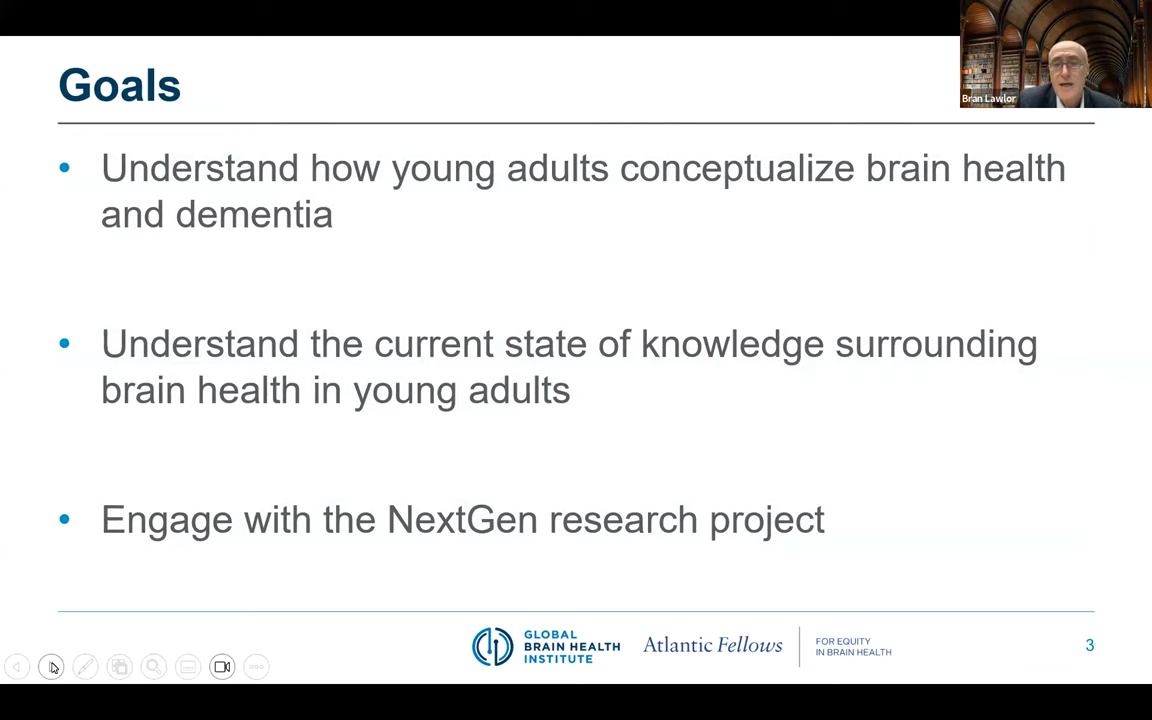 Goals
Bran Lawlor
• Understand how young adults conceptualize brain health
and dementia
• Understand the current state of knowledge surrounding
brain health in young adults
• Engage with the NextGen research project
GLOBAL
BRAIN HEALTH
INSTITUTE
Atlantic Fellows
FOR EQUITY
IN BRAIN HEALTH
3